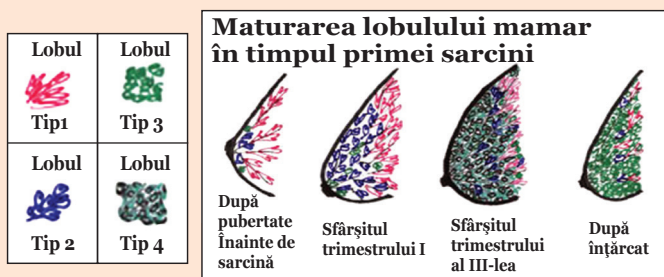 Lobul
Tip1
Lobul
Tip 3
Lobul
Tip 2
Lobul
Tip 4
Maturarea lobulului mamar
în timpul primei sarcini
După
pubertate
Înainte de
sarcină
Sfârșitul
trimestrului I
Sfârșitul
trimestrului
al III-lea
După
înţărcat